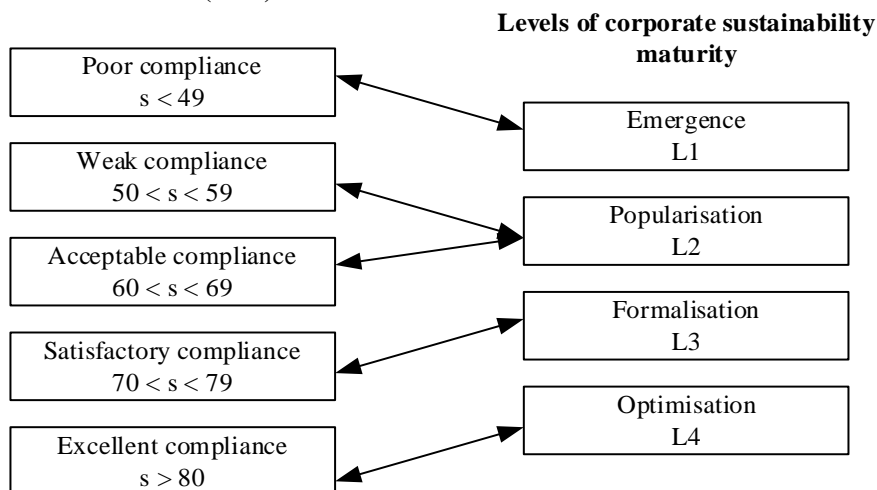 Levels of corporate sustainability
maturity
Poor compliance
s < 49
Weak compliance
50 < s < 59
Acceptable compliance
60 < s < 69
Satisfactory compliance
70 < s < 79
Excellent compliance
s > 80
Emergence
L1
Popularisation
L2
Formalisation
L3
Optimisation
L4